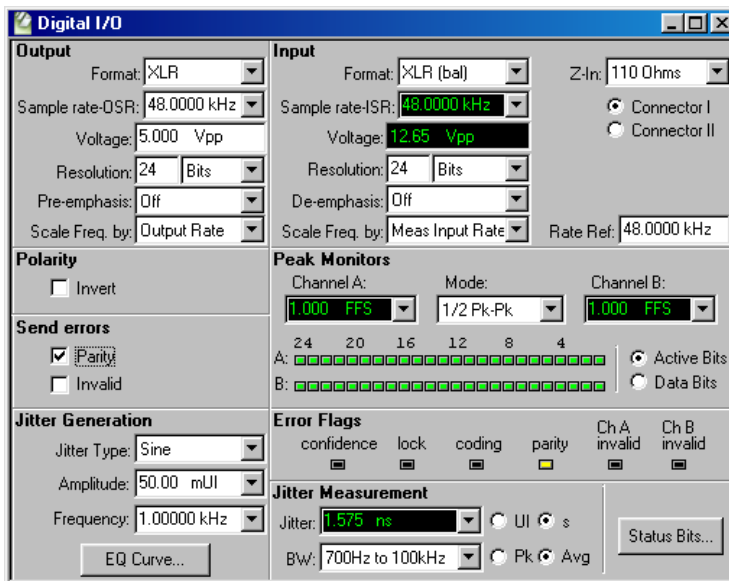 Digital I/O
Output
Format: XLR
Sample rate-OSR: 48.0000 kHz
Voltage: 5.000 Vpp
Resolution: 24 Bits
Pre-emphasis: Off
Scale Freq. by: Output Rate
Input
Format: XLR (bal)
Z-In: 110 Ohms
Sample rate-ISR: 48.0000 kHz
Connector I
Connector II
Voltage: 12.65 Vpp
Resolution: 24 Bits
De-emphasis: Off
Scale Freq. by: Meas Input Rate
Rate Ref: 48.0000 kHz
Polarity
Invert
Send errors
Parity
Invalid
Peak Monitors
Channel A: Mode: Channel B:
1.000 FFS 1/2 Pk-Pk 1.000 FFS
24 20 16 12 8 4
A:
B:
Active Bits
Data Bits
Jitter Generation
Jitter Type: Sine
Amplitude: 50.00 mUI
Frequency: 1.00000 kHz
EQ Curve...
Error Flags
confidence lock coding parity Ch A invalid Ch B invalid
Jitter Measurement
Jitter: 1.575 ns UI s
BW: 700Hz to 100kHz Pk Avg
Status Bits...